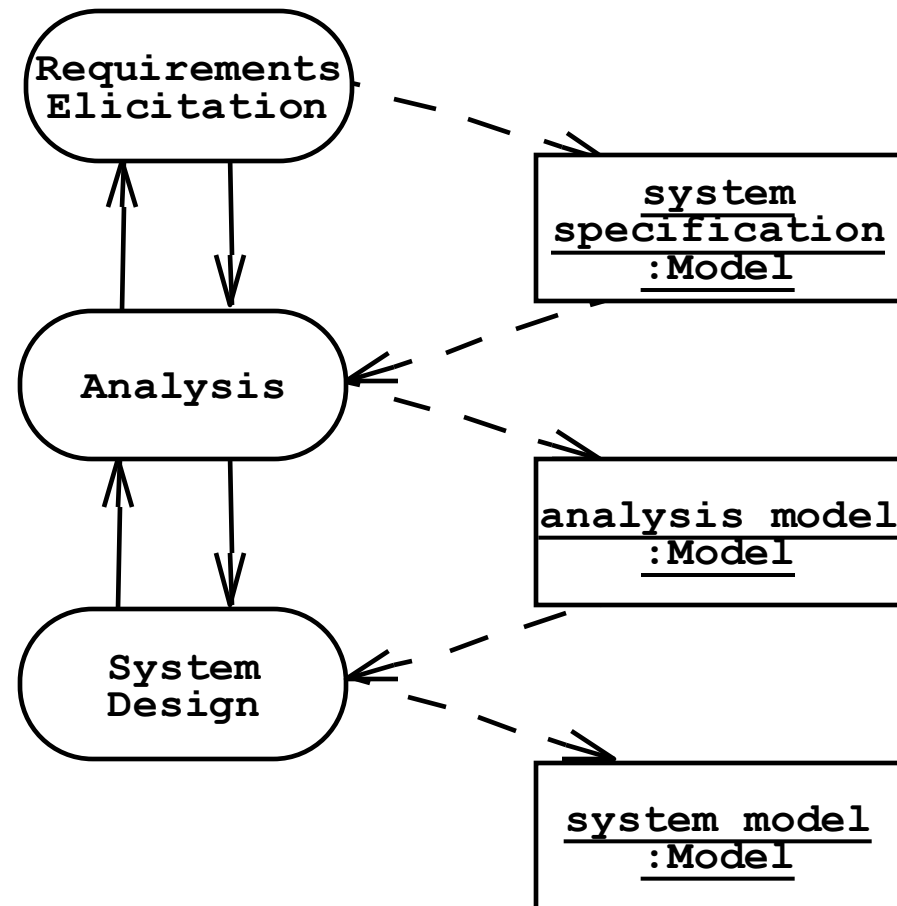 Requirements
Elicitation
system
specification
:Model
Analysis
analysis model
:Model
System
Design
system model
:Model